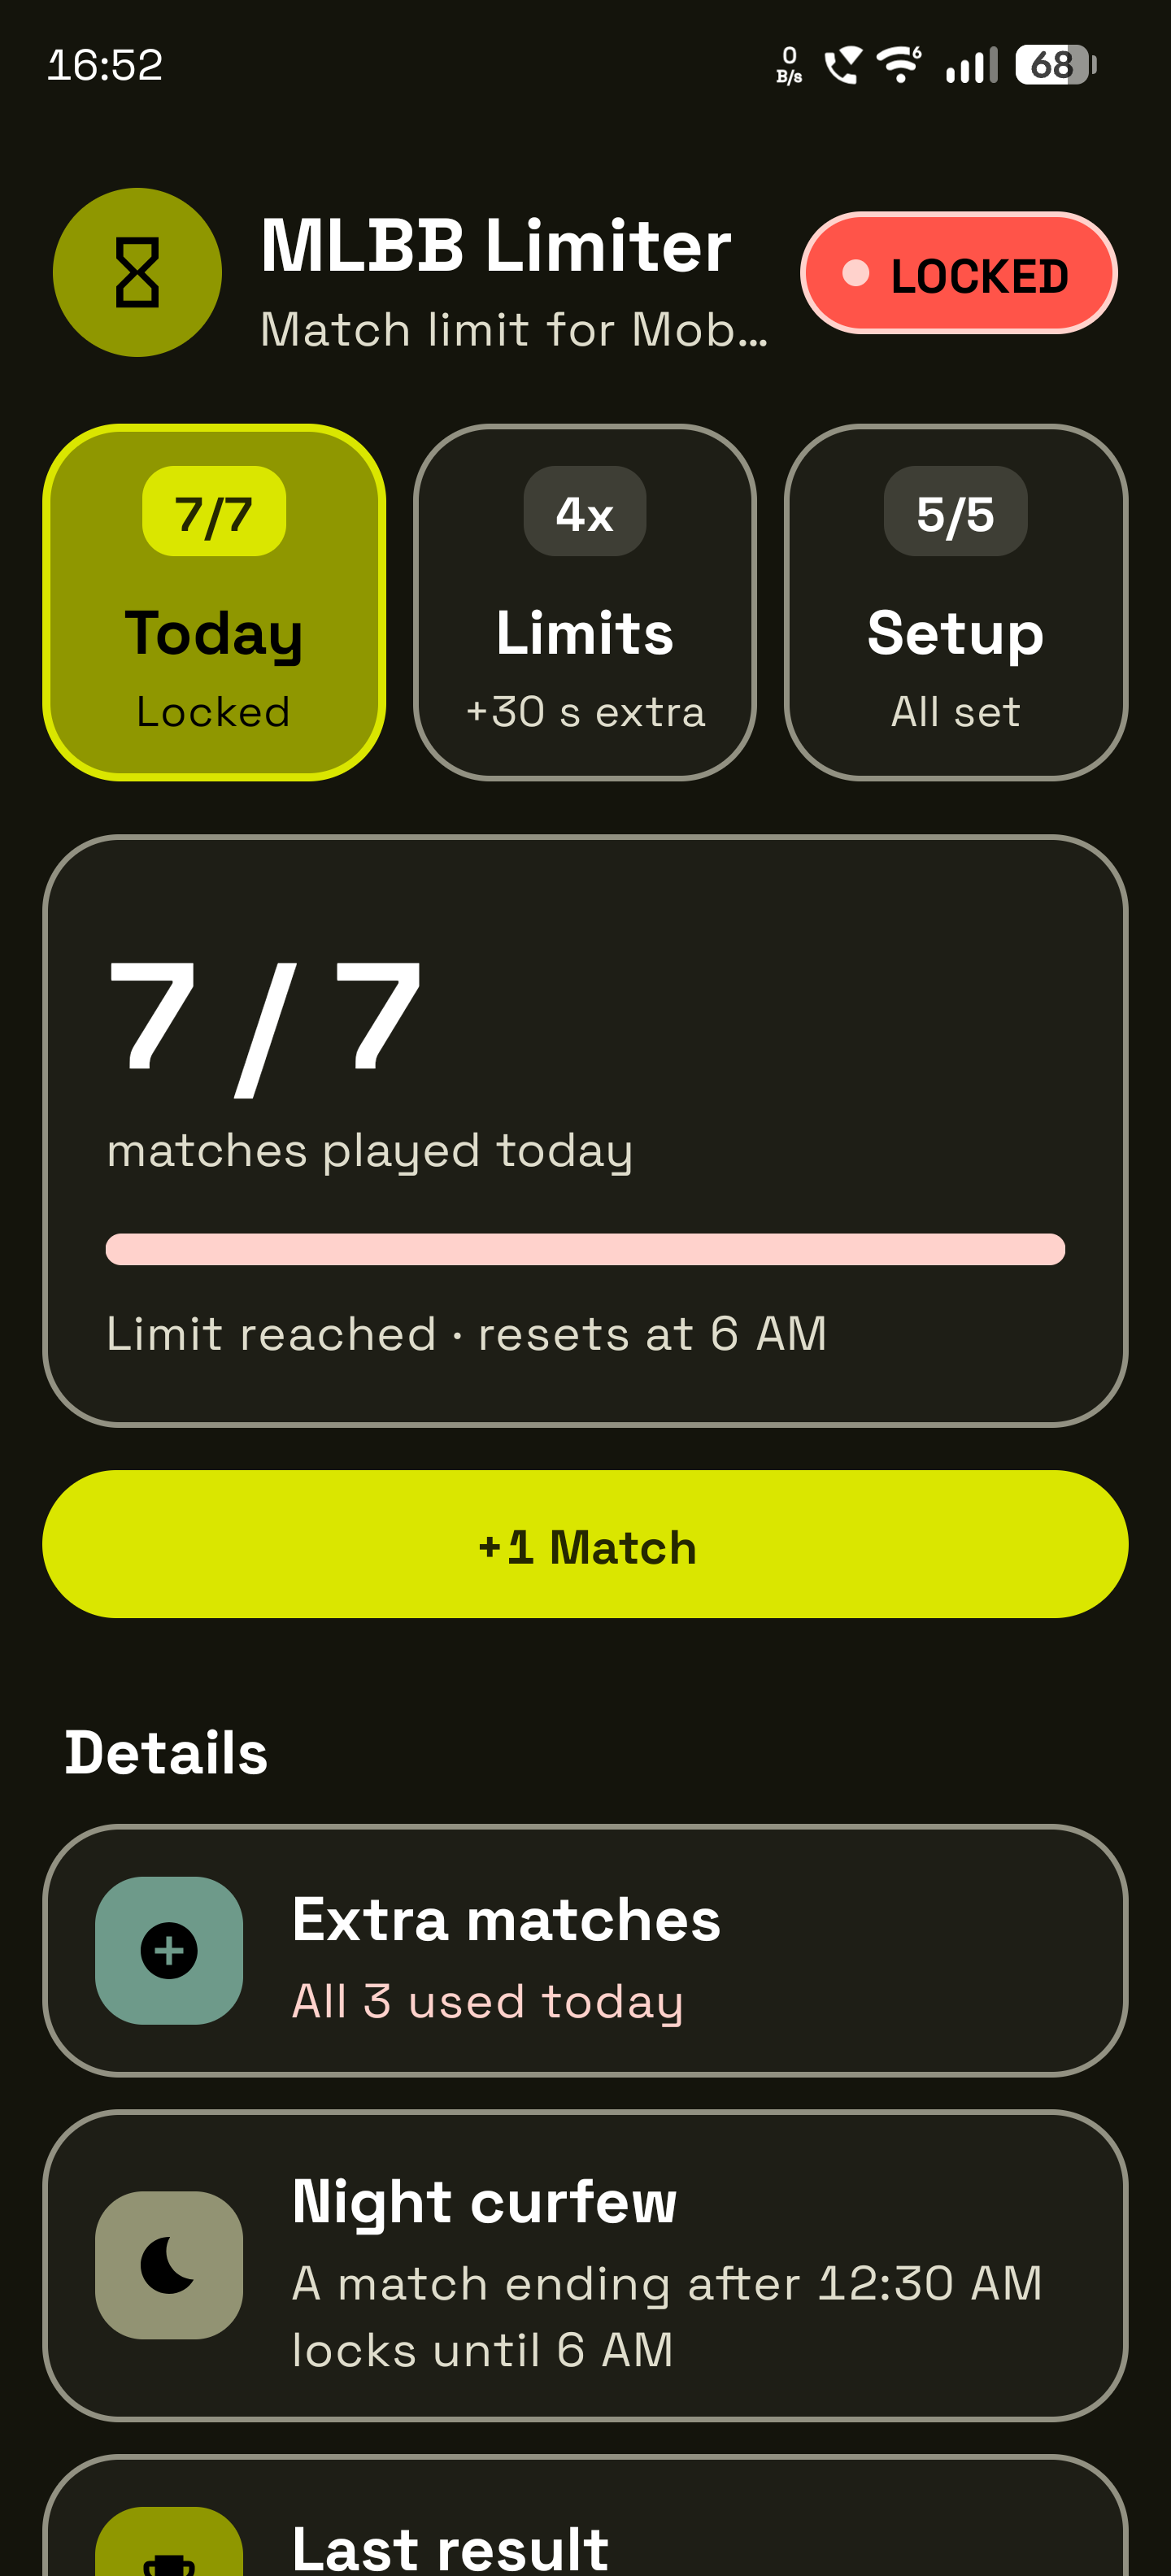 16:52
0
B/s
6
68
MLBB Limiter
Match limit for Mob…
LOCKED
7/7
Today
Locked
4x
Limits
+30 s extra
5/5
Setup
All set
7/7
matches played today
Limit reached · resets at 6 AM
+1 Match
Details
Extra matches
All 3 used today
Night curfew
A match ending after 12:30 AM
locks until 6 AM
Last result